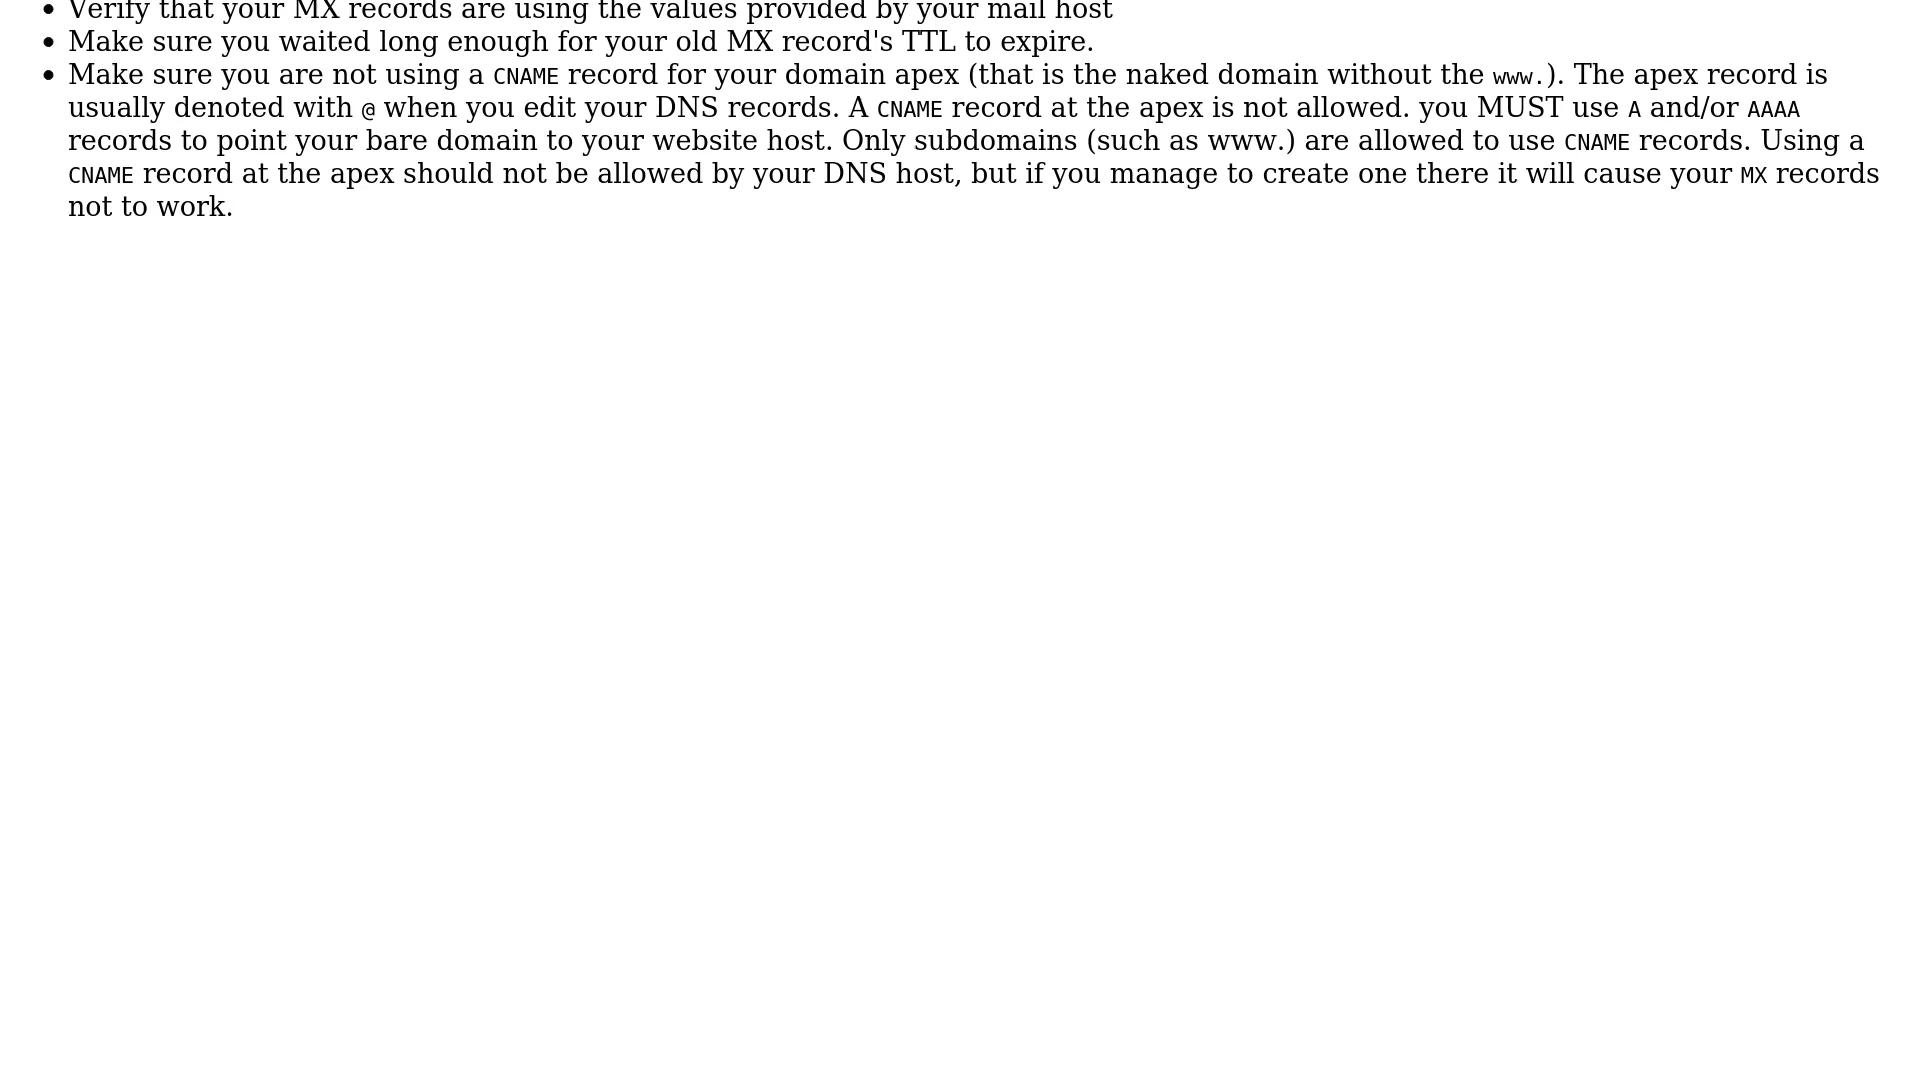 • Verify that your MX records are using the values provided by your mail host
• Make sure you waited long enough for your old MX record's TTL to expire.
• Make sure you are not using a CNAME record for your domain apex (that is the naked domain without the www.). The apex record is
usually denoted with @ when you edit your DNS records. A CNAME record at the apex is not allowed. you MUST use A and/or AAAA
records to point your bare domain to your website host. Only subdomains (such as www.) are allowed to use CNAME records. Using a
CNAME record at the apex should not be allowed by your DNS host, but if you manage to create one there it will cause your MX records
not to work.